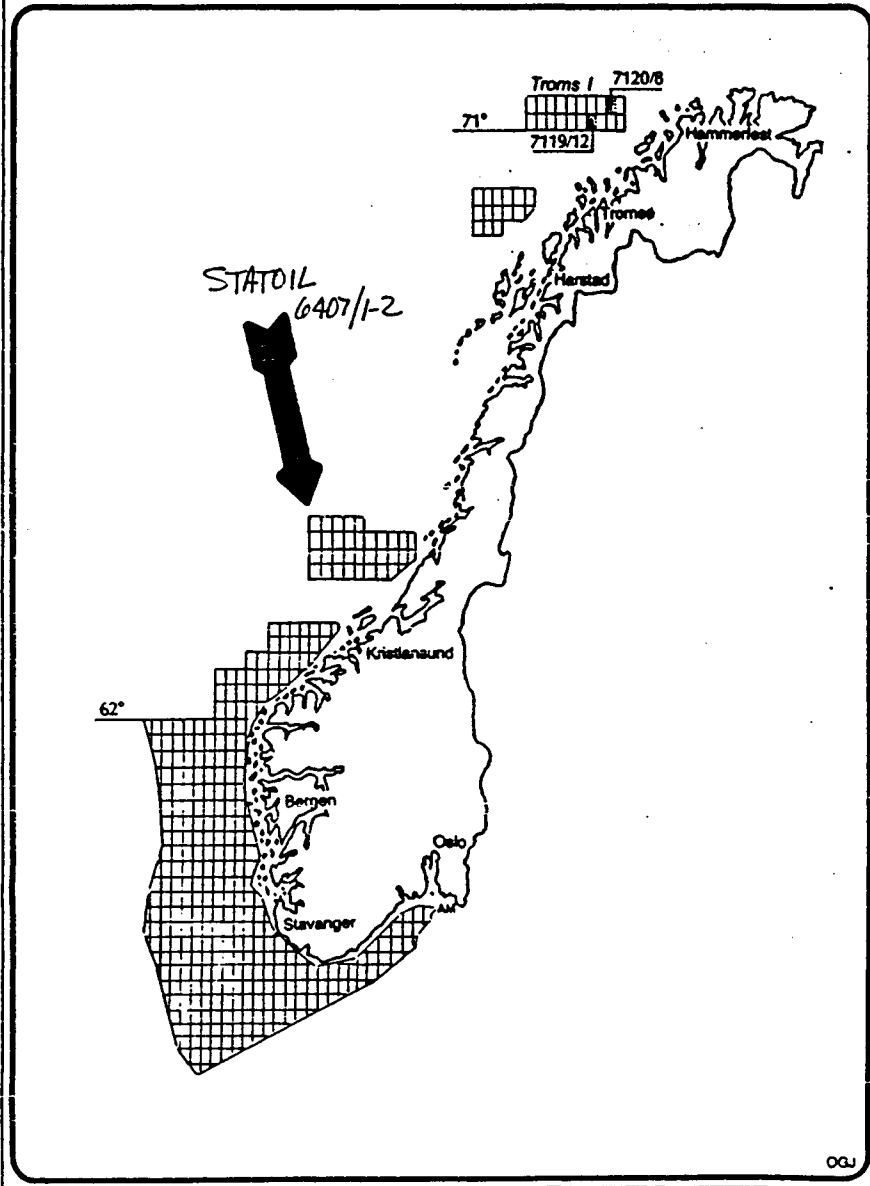 Troms I
7120/8
71°
7119/12
Hammerfest
Tromsø
Harstad
STATOIL
6407/1-2
Kristiansund
62°
Bergen
Oslo
Stavanger
OGJ